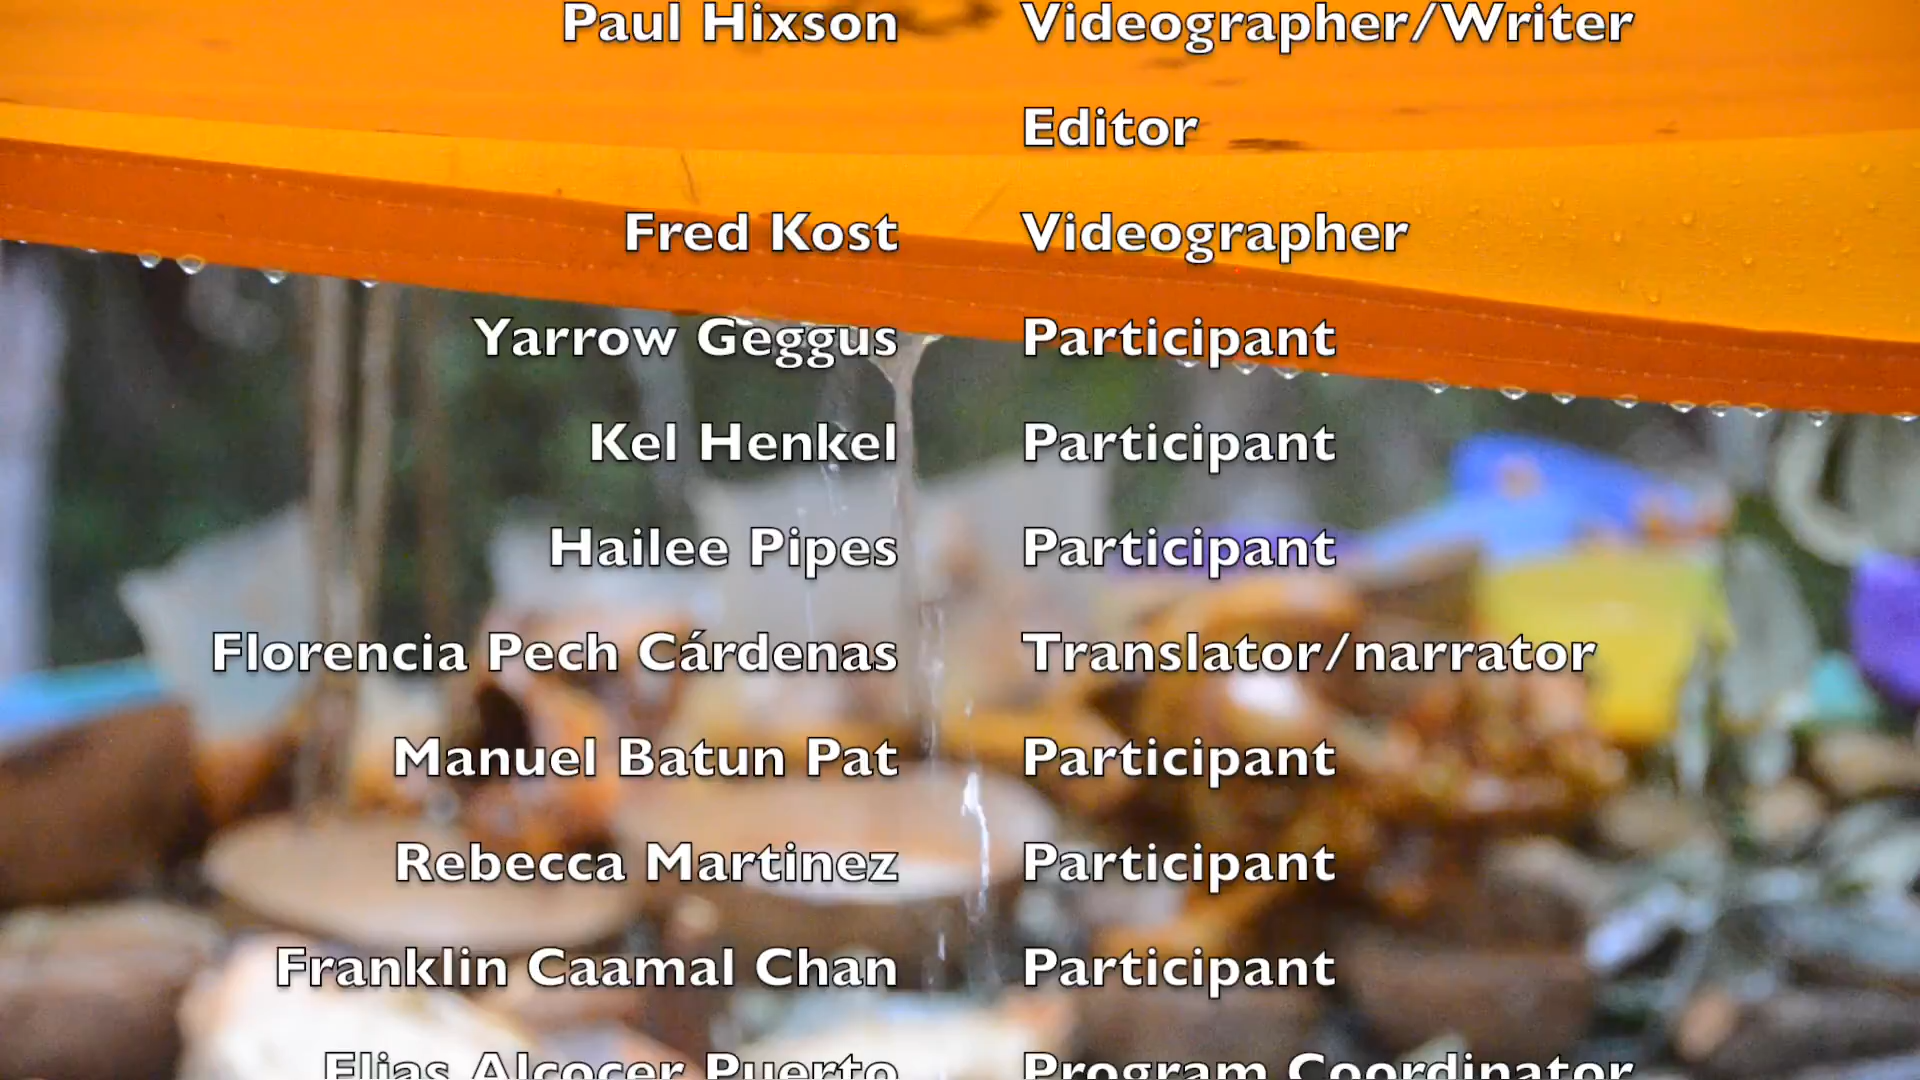 Paul Hixson Videographer/Writer
Editor
Fred Kost Videographer
Yarrow Geggus Participant
Kel Henkel Participant
Hailee Pipes Participant
Florencia Pech Cárdenas Translator/narrator
Manuel Batun Pat Participant
Rebecca Martinez Participant
Franklin Caamal Chan Participant
Elias Alcocer Puerto Program Coordinator